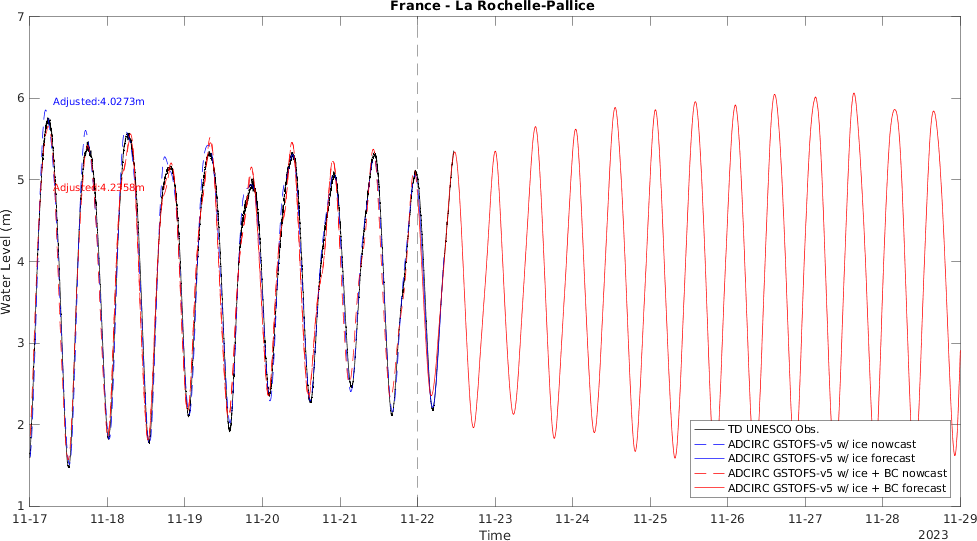 France - La Rochelle-Pallice
7
6
5
4
3
2
1
Water Level (m)
Adjusted:4.0273m
Adjusted:4.2358m
TD UNESCO Obs.
ADCIRC GSTOFS-v5 w/ ice nowcast
ADCIRC GSTOFS-v5 w/ ice forecast
ADCIRC GSTOFS-v5 w/ ice + BC nowcast
ADCIRC GSTOFS-v5 w/ ice + BC forecast
11-17 11-18 11-19 11-20 11-21 11-22 11-23 11-24 11-25 11-26 11-27 11-28 11-29
Time
2023